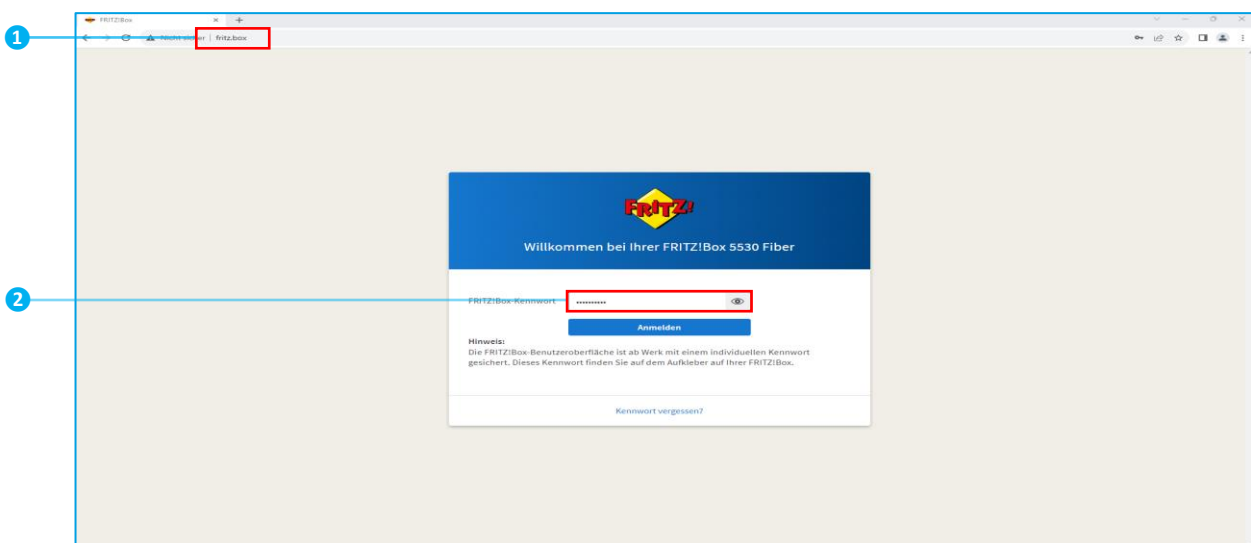 FRITZ!Box
1
Nicht sicher | fritz.box
FRITZ!
Willkommen bei Ihrer FRITZ!Box 5530 Fiber
2
FRITZ!Box-Kennwort ••••••••••
Anmelden
Hinweis:
Die FRITZ!Box-Benutzeroberfläche ist ab Werk mit einem individuellen Kennwort
gesichert. Dieses Kennwort finden Sie auf dem Aufkleber auf Ihrer FRITZ!Box.
Kennwort vergessen?